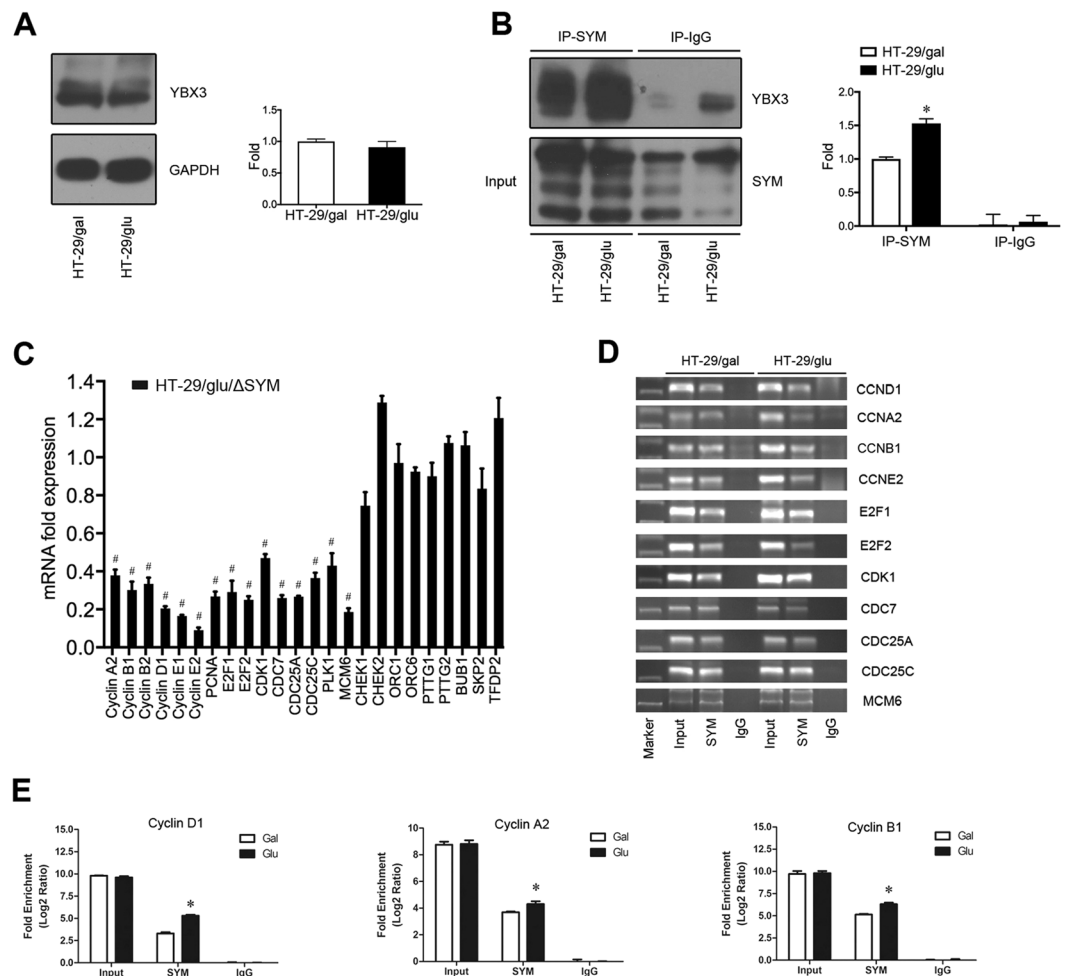 A
YBX3
GAPDH
HT-29/gal
HT-29/glu
Fold
1.5
1.0
0.5
0.0
HT-29/gal
HT-29/glu
B
IP-SYM
IP-IgG
YBX3
Input
SYM
HT-29/gal
HT-29/glu
HT-29/gal
HT-29/glu
HT-29/gal
HT-29/glu
Fold
2.0
1.5
1.0
0.5
0.0
*
IP-SYM
IP-IgG
C
HT-29/glu/ΔSYM
mRNA fold expression
1.4
1.2
1.0
0.8
0.6
0.4
0.2
0.0
# # # # # # # # # # # # # # #
Cyclin A2
Cyclin B1
Cyclin B2
Cyclin D1
Cyclin E1
Cyclin E2
PCNA
E2F1
E2F2
CDK1
CDC7
CDC25A
CDC25C
PLK1
MCM6
CHEK1
CHEK2
ORC1
ORC6
PTTG1
PTTG2
BUB1
SKP2
TFDP2
D
HT-29/gal
HT-29/glu
CCND1
CCNA2
CCNB1
CCNE2
E2F1
E2F2
CDK1
CDC7
CDC25A
CDC25C
MCM6
Marker
Input
SYM
IgG
Input
SYM
IgG
E
Cyclin D1
Fold Enrichment
(Log2 Ratio)
15.0
12.5
10.0
7.5
5.0
2.5
Gal
Glu
*
Input
SYM
IgG
Cyclin A2
Fold Enrichment
(Log2 Ratio)
10
8
6
4
2
0
Gal
Glu
*
Input
SYM
IgG
Cyclin B1
Fold Enrichment
(Log2 Ratio)
15.0
12.5
10.0
7.5
5.0
2.5
0.0
Gal
Glu
*
Input
SYM
IgG